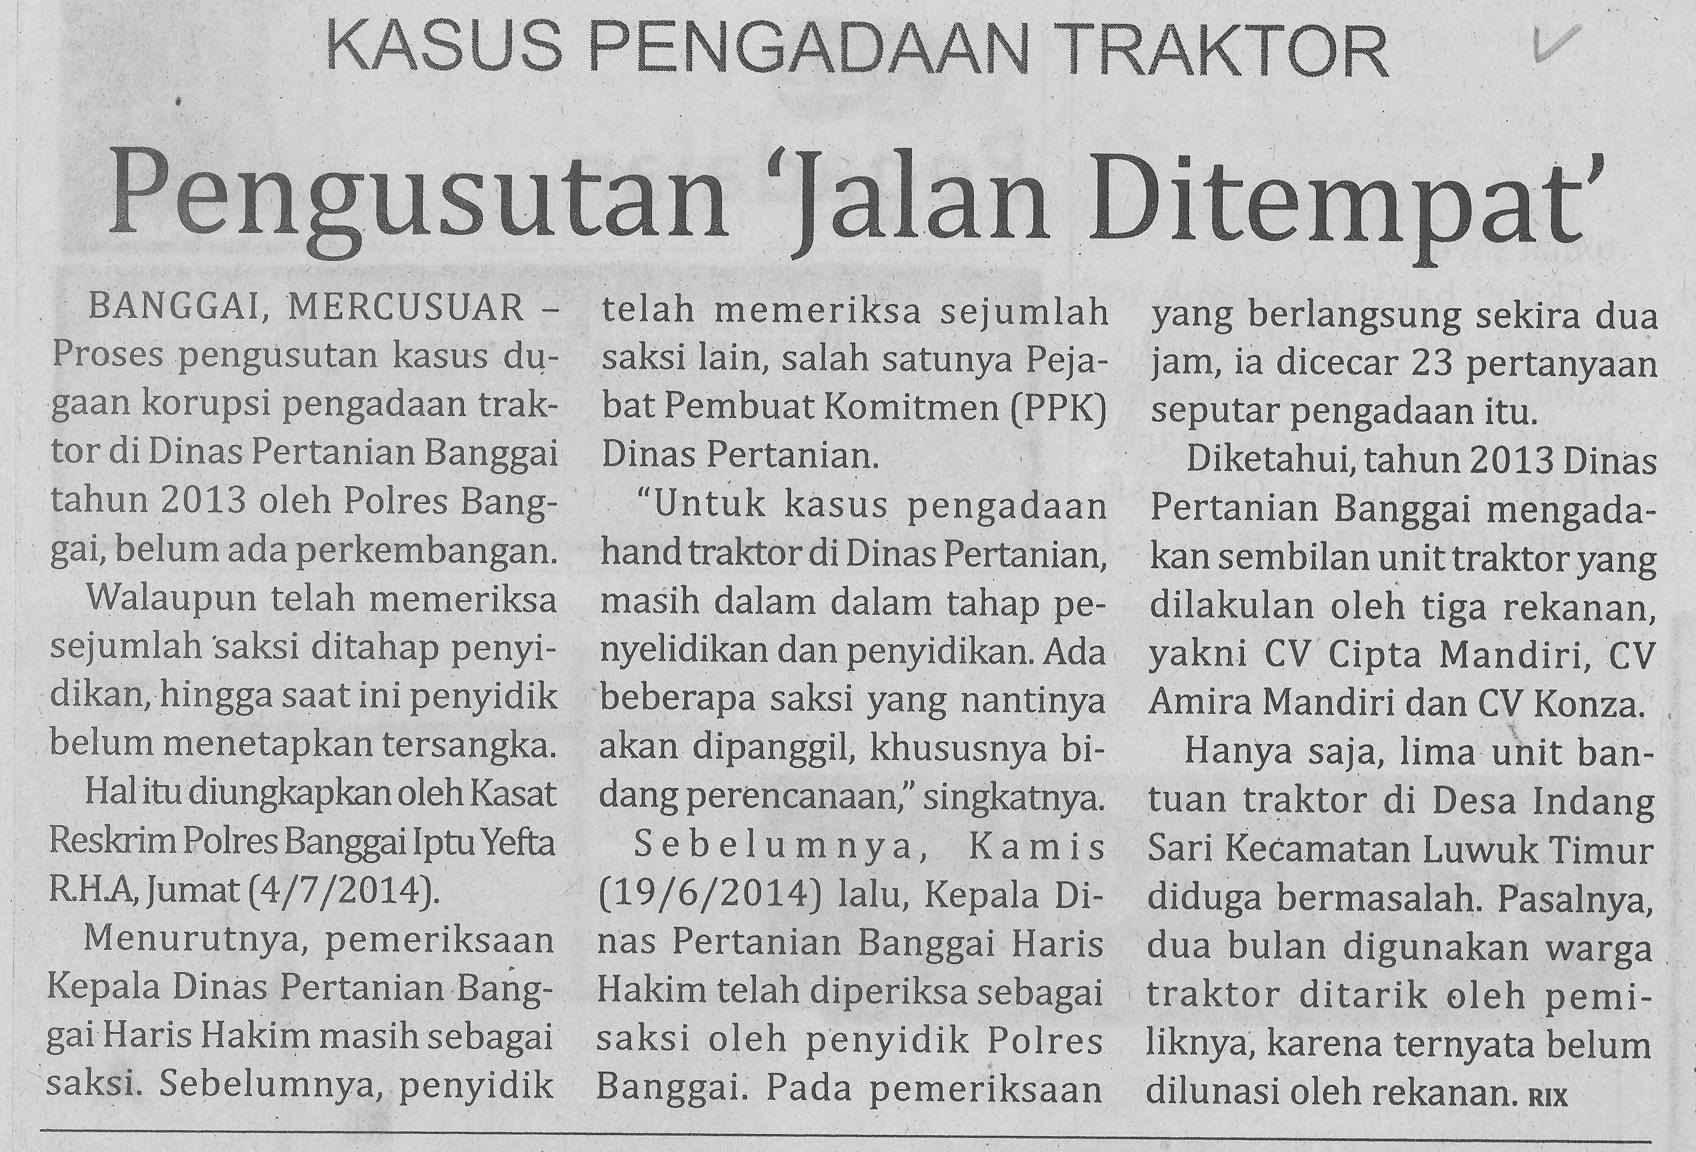 KASUS PENGADAAN TRAKTOR
Pengusutan ‘Jalan Ditempat’
BANGGAI, MERCUSUAR –
Proses pengusutan kasus du-
gaan korupsi pengadaan trak-
tor di Dinas Pertanian Banggai
tahun 2013 oleh Polres Bang-
gai, belum ada perkembangan.
Walaupun telah memeriksa
sejumlah saksi ditahap penyi-
dikan, hingga saat ini penyidik
belum menetapkan tersangka.
Hal itu diungkapkan oleh Kasat
Reskrim Polres Banggai Iptu Yefta
R.H.A, Jumat (4/7/2014).
Menurutnya, pemeriksaan
Kepala Dinas Pertanian Bang-
gai Haris Hakim masih sebagai
saksi. Sebelumnya, penyidik
telah memeriksa sejumlah
saksi lain, salah satunya Peja-
bat Pembuat Komitmen (PPK)
Dinas Pertanian.
“Untuk kasus pengadaan
hand traktor di Dinas Pertanian,
masih dalam dalam tahap pe-
nyelidikan dan penyidikan. Ada
beberapa saksi yang nantinya
akan dipanggil, khususnya bi-
dang perencanaan,” singkatnya.
Sebelumnya, Kamis
(19/6/2014) lalu, Kepala Di-
nas Pertanian Banggai Haris
Hakim telah diperiksa sebagai
saksi oleh penyidik Polres
Banggai. Pada pemeriksaan
yang berlangsung sekira dua
jam, ia dicecar 23 pertanyaan
seputar pengadaan itu.
Diketahui, tahun 2013 Dinas
Pertanian Banggai mengada-
kan sembilan unit traktor yang
dilakulan oleh tiga rekanan,
yakni CV Cipta Mandiri, CV
Amira Mandiri dan CV Konza.
Hanya saja, lima unit ban-
tuan traktor di Desa Indang
Sari Kecamatan Luwuk Timur
diduga bermasalah. Pasalnya,
dua bulan digunakan warga
traktor ditarik oleh pemi-
liknya, karena ternyata belum
dilunasi oleh rekanan. RIX